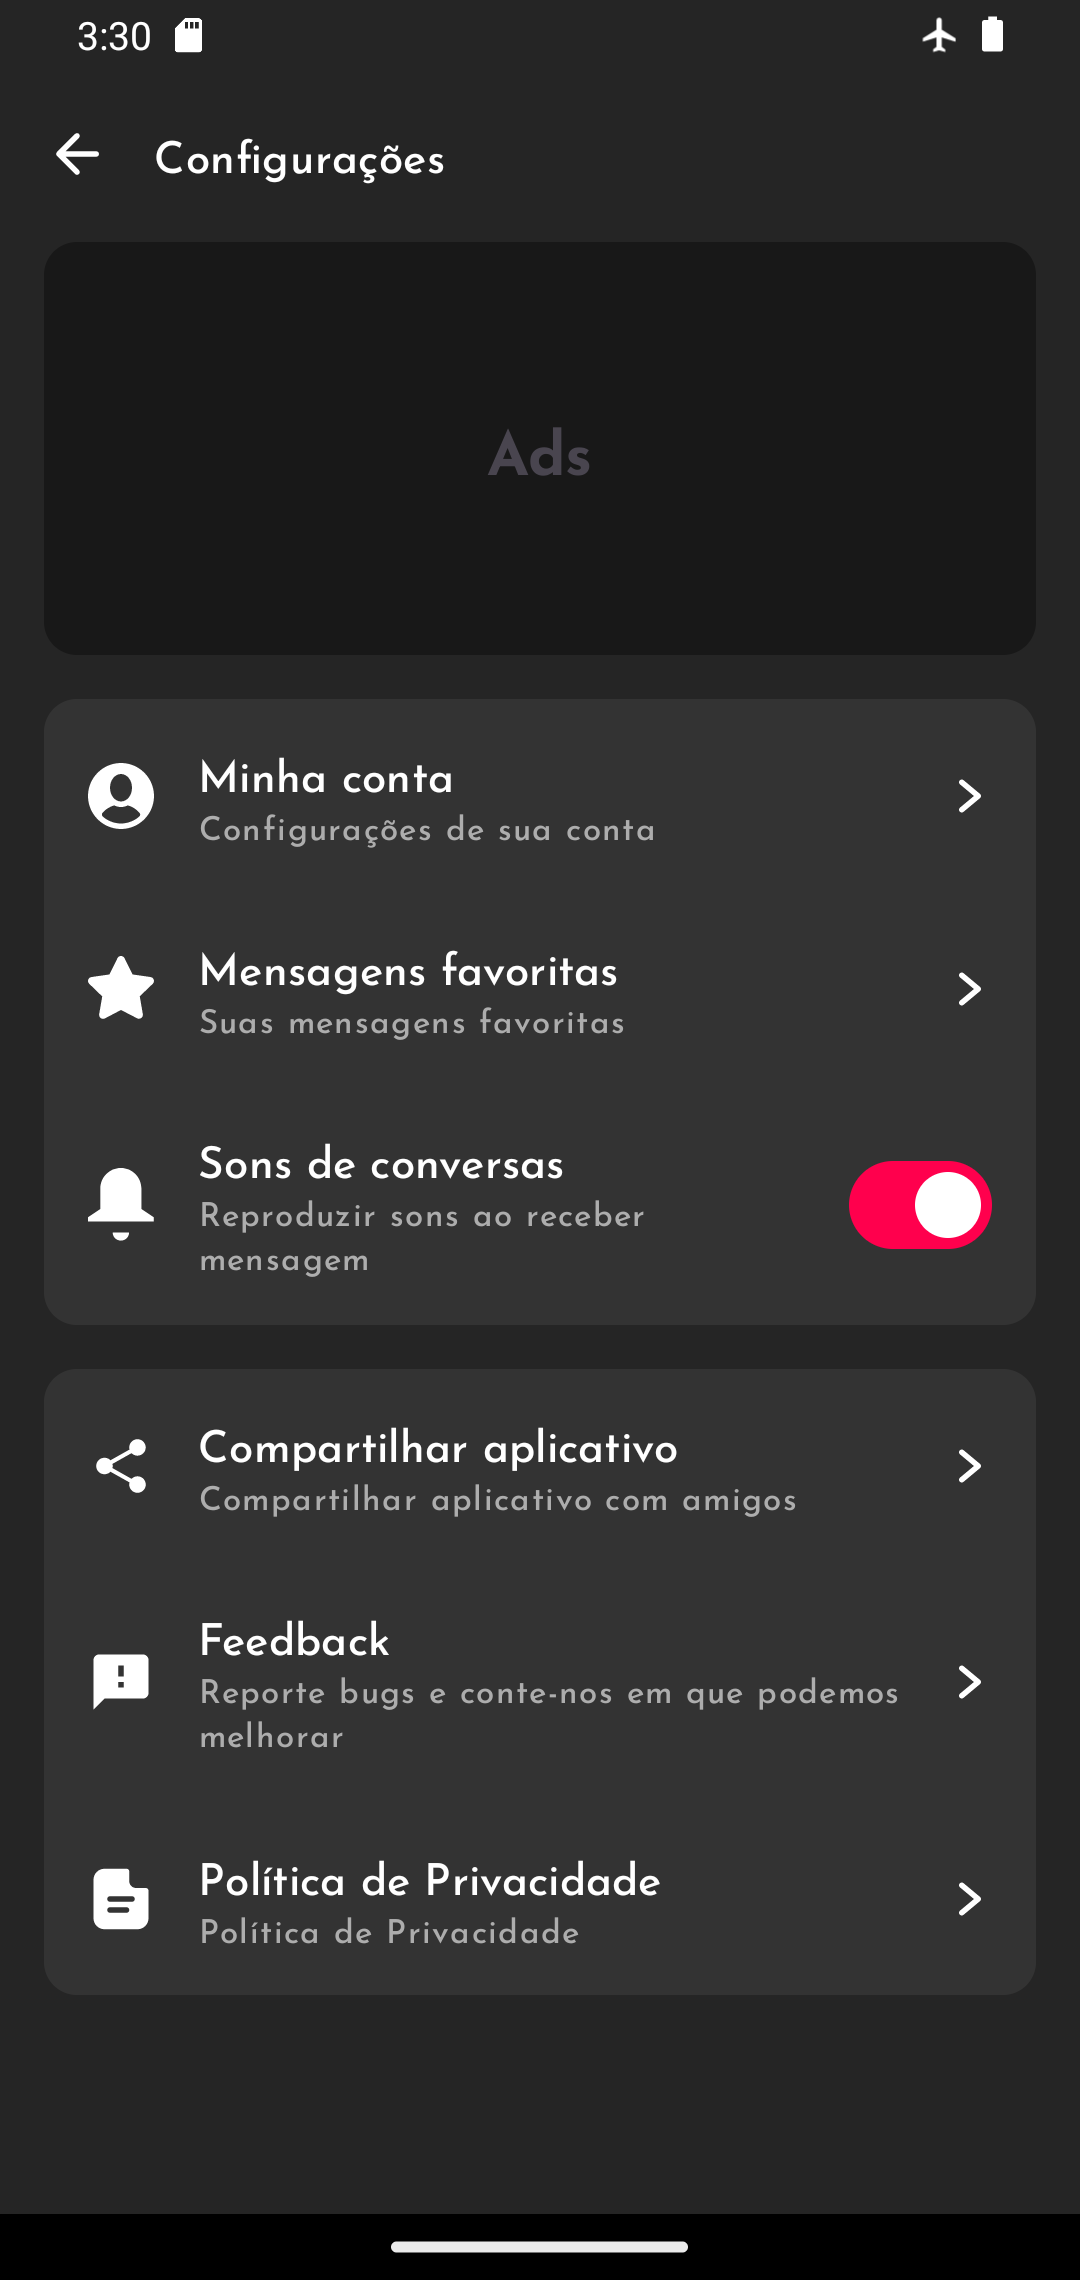 3:30
Configurações
Ads
Minha conta
Configurações de sua conta
Mensagens favoritas
Suas mensagens favoritas
Sons de conversas
Reproduzir sons ao receber
mensagem
Compartilhar aplicativo
Compartilhar aplicativo com amigos
Feedback
Reporte bugs e conte-nos em que podemos
melhorar
Política de Privacidade
Política de Privacidade